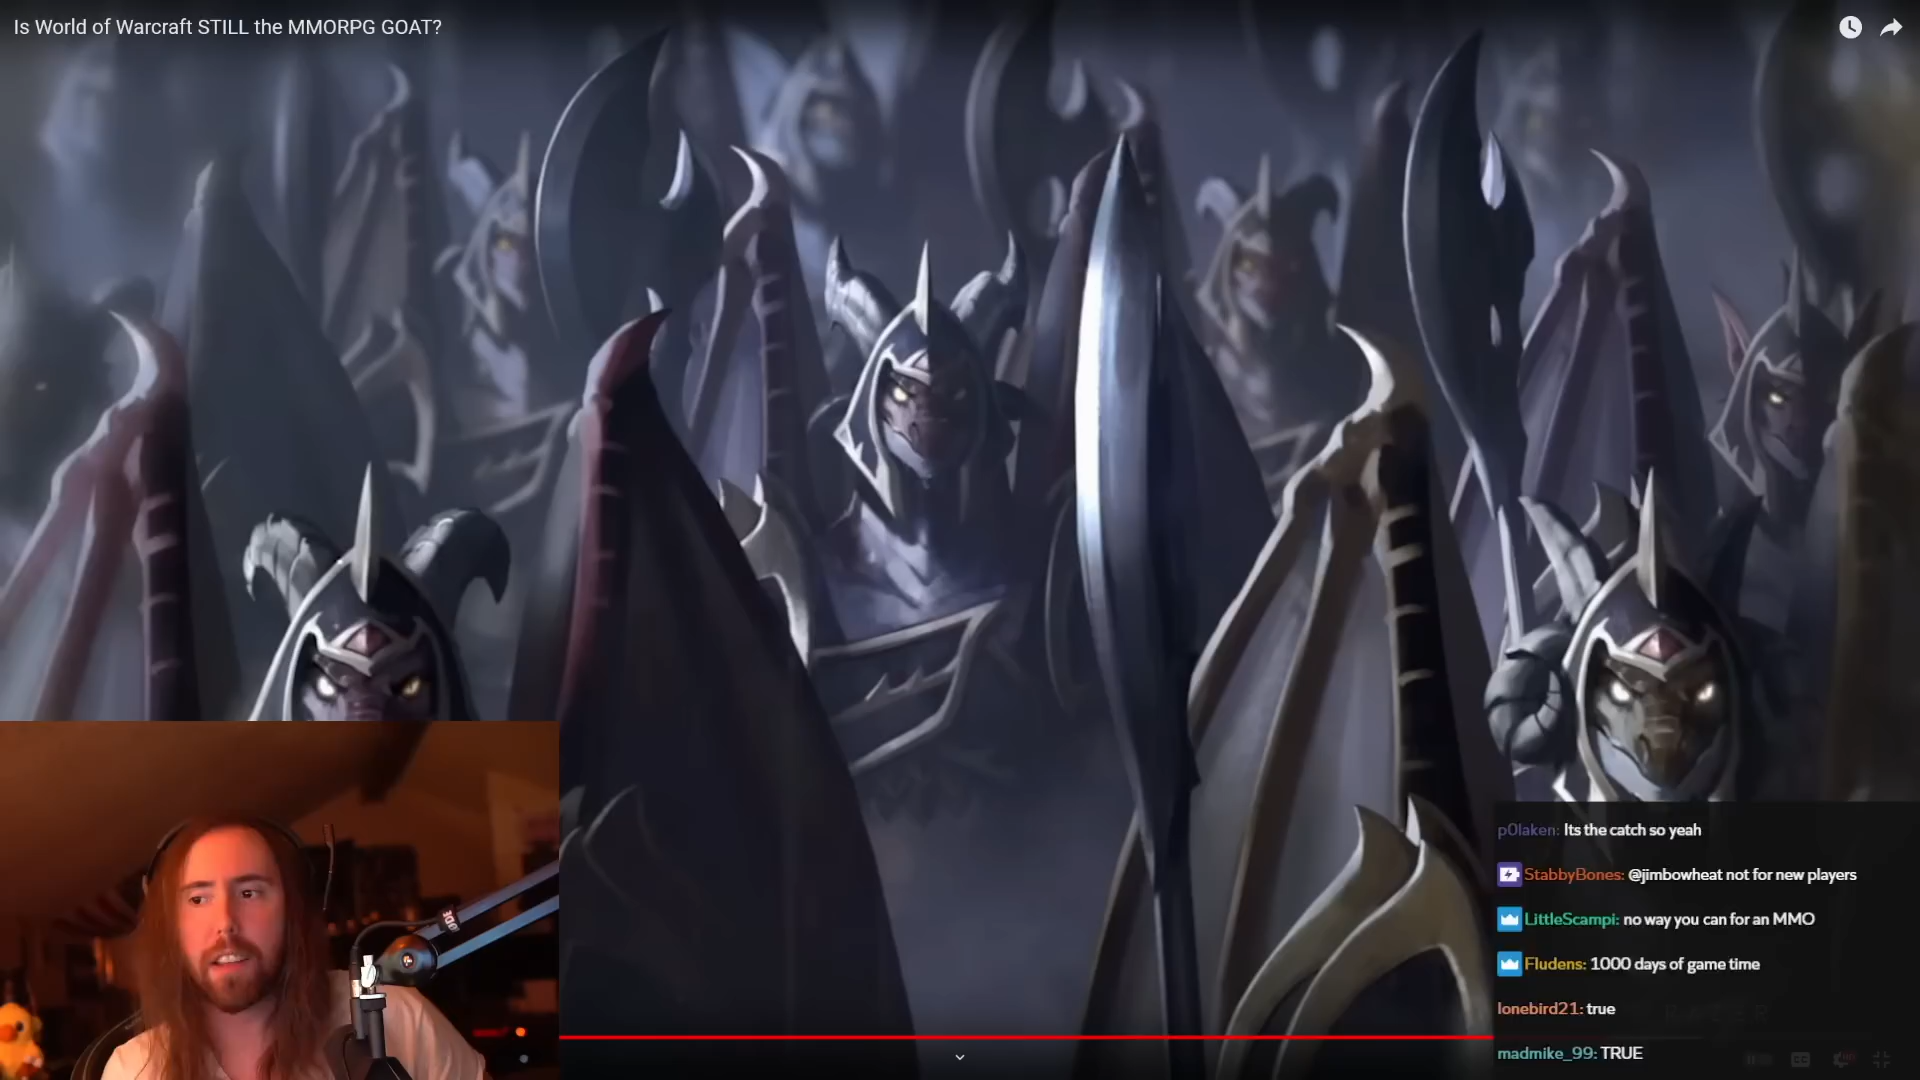 Is World of Warcraft STILL the MMORPG GOAT?
p0laken: Its the catch so yeah
StabbyBones: @jimbowheat not for new players
LittleScampi: no way you can for an MMO
Fludens: 1000 days of game time
lonebird21: true
madmike_99: TRUE